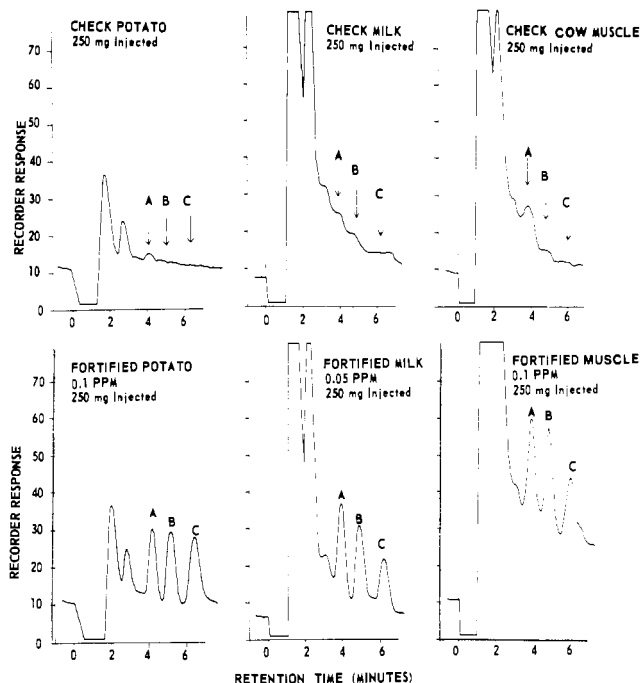 CHECK POTATO
250 mg Injected
CHECK MILK
250 mg Injected
CHECK COW MUSCLE
250 mg Injected
RECORDER RESPONSE
70
60
50
40
30
20
10
0
A
B
C
A
B
C
A
B
C
0
2
4
6
0
2
4
6
0
2
4
6
FORTIFIED POTATO
0.1 PPM
250 mg Injected
FORTIFIED MILK
0.05 PPM
250 mg Injected
FORTIFIED MUSCLE
0.1 PPM
250 mg Injected
RECORDER RESPONSE
70
60
50
40
30
20
10
0
A
B
C
A
B
C
A
B
C
0
2
4
6
0
2
4
6
0
2
4
6
RETENTION TIME (MINUTES)